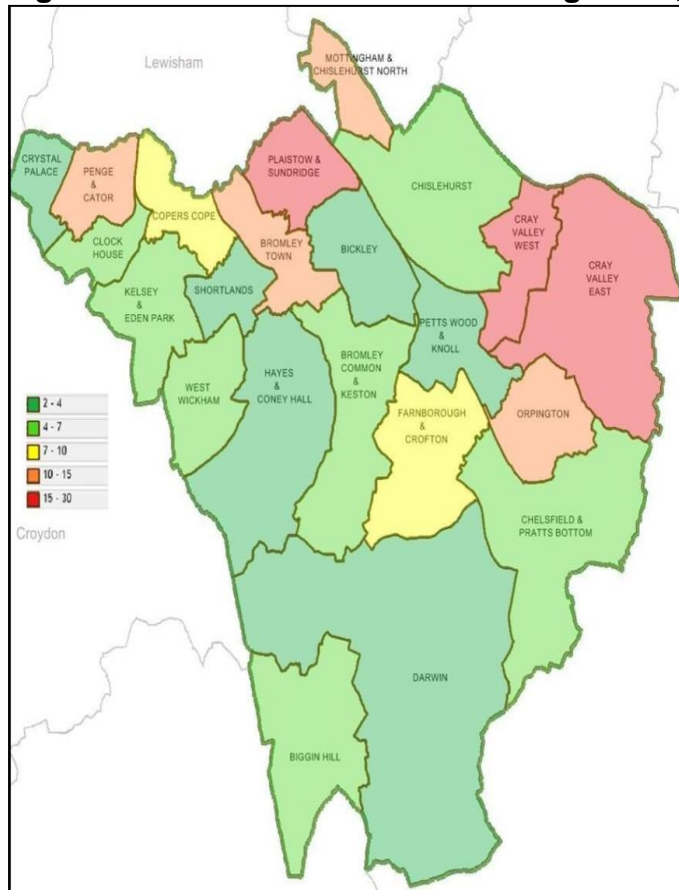 Lewisham
MOTTINGHAM &
CHISLEHURST NORTH
CRYSTAL
PALACE
PENGE
&
CATOR
PLAISTOW &
SUNDRIDGE
CHISLEHURST
COPERS COPE
CLOCK
HOUSE
BROMLEY
TOWN
BICKLEY
CRAY
VALLEY
WEST
CRAY
VALLEY
EAST
KELSEY
&
EDEN PARK
SHORTLANDS
PETTS WOOD
&
KNOLL
WEST
WICKHAM
HAYES
&
CONEY HALL
BROMLEY
COMMON
&
KESTON
FARNBOROUGH
&
CROFTON
ORPINGTON
2 - 4
4 - 7
7 - 10
10 - 15
15 - 30
Croydon
CHELSFIELD &
PRATTS BOTTOM
DARWIN
BIGGIN HILL